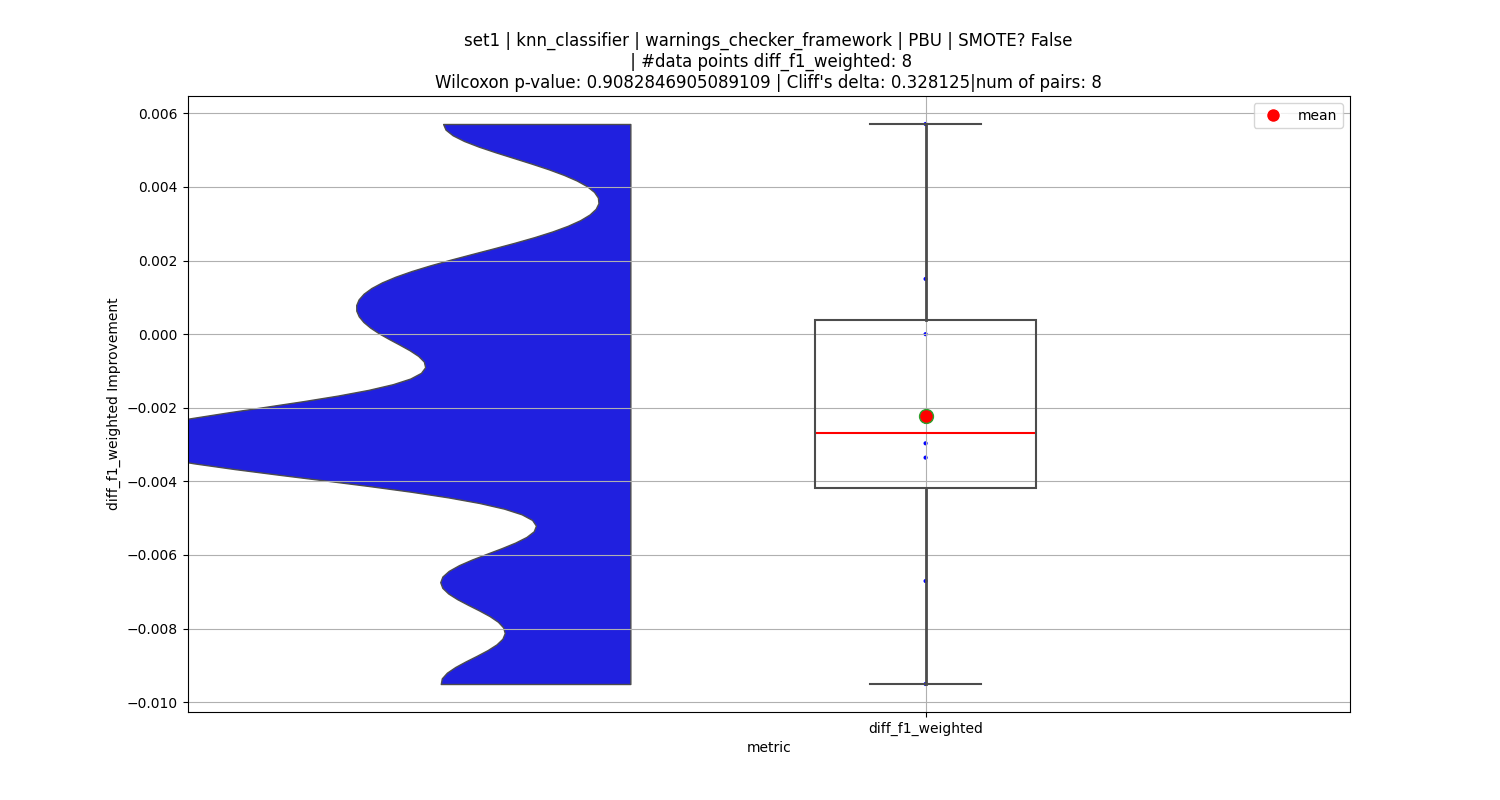 set1 | knn_classifier | warnings_checker_framework | PBU | SMOTE? False
| #data points diff_f1_weighted: 8
Wilcoxon p-value: 0.9082846905089109 | Cliff's delta: 0.328125|num of pairs: 8
mean
0.006
0.004
0.002
0.000
−0.002
−0.004
−0.006
−0.008
−0.010
diff_f1_weighted Improvement
diff_f1_weighted
metric